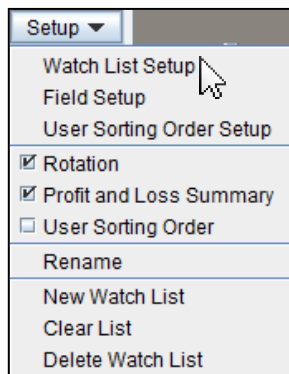 Setup
Watch List Setup
Field Setup
User Sorting Order Setup
Rotation
Profit and Loss Summary
User Sorting Order
Rename
New Watch List
Clear List
Delete Watch List